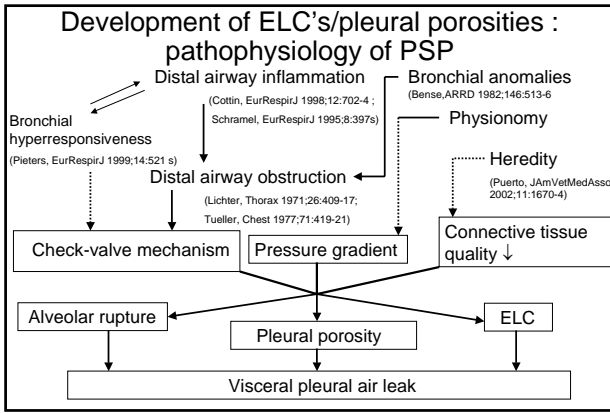 Development of ELC's/pleural porosities :
pathophysiology of PSP
Distal airway inflammation
(Cottin, EurRespirJ 1998;12:702-4 ;
Schramel, EurRespirJ 1995;8:397s)
Bronchial anomalies
(Bense,ARRD 1982;146:513-6
Bronchial
hyperresponsiveness
(Pieters, EurRespirJ 1999;14:521 s)
Physionomy
Heredity
(Puerto, JAmVetMedAsso
2002;11:1670-4)
Distal airway obstruction
(Lichter, Thorax 1971;26:409-17;
Tueller, Chest 1977;71:419-21)
Check-valve mechanism
Pressure gradient
Connective tissue
quality ↓
Alveolar rupture
Pleural porosity
ELC
Visceral pleural air leak